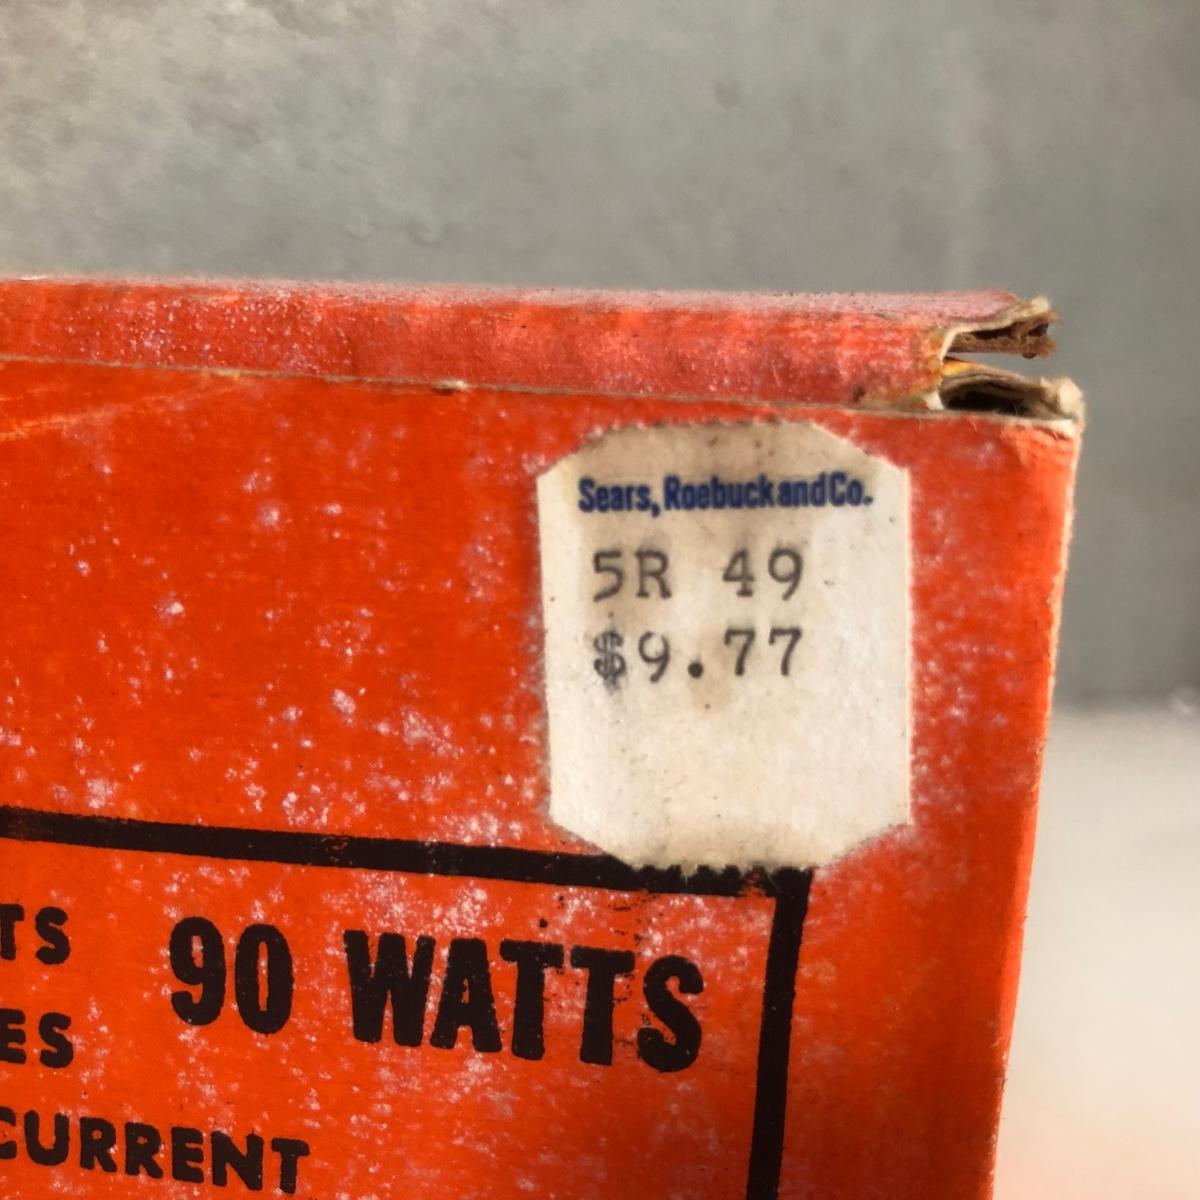 Sears, Roebuck and Co.
5R 49
$9.77
TS 90 WATTS
ES
CURRENT